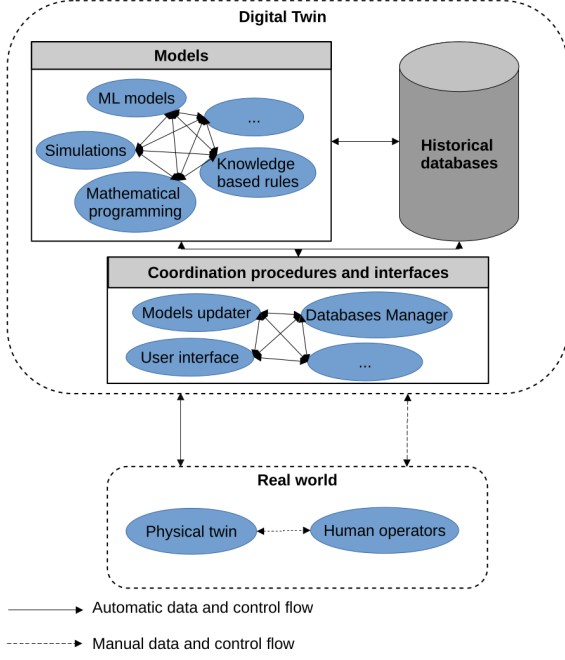 Digital Twin
Models
ML models
...
Simulations
Knowledge
based rules
Mathematical
programming
Historical
databases
Coordination procedures and interfaces
Models updater
Databases Manager
User interface
...
Real world
Physical twin
Human operators
Automatic data and control flow
Manual data and control flow